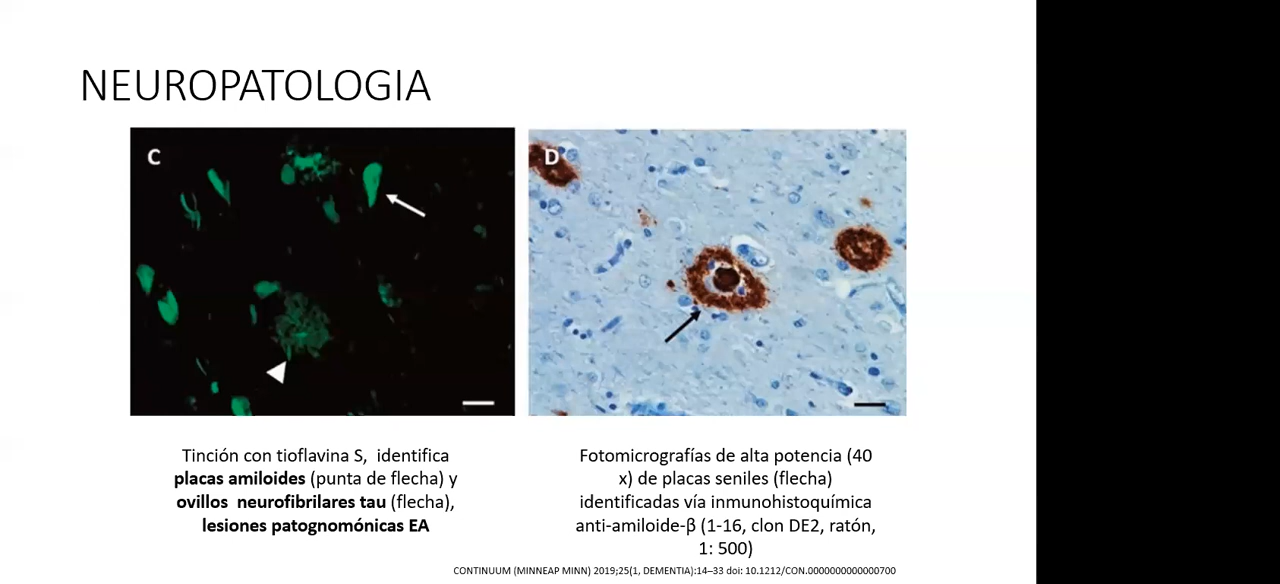 NEUROPATOLOGIA
C
D
Tinción con tioflavina S,  identifica
placas amiloides (punta de flecha) y
ovillos  neurofibrilares tau (flecha),
lesiones patognomónicas EA
Fotomicrografías de alta potencia (40
x) de placas seniles (flecha)
identificadas vía inmunohistoquímica
anti-amiloide-β (1-16, clon DE2, ratón,
1: 500)
CONTINUUM (MINNEAP MINN) 2019;25(1, DEMENTIA):14–33 doi: 10.1212/CON.0000000000000700